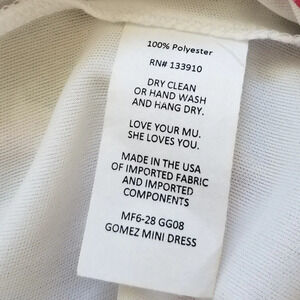 100% Polyester
RN# 133910
DRY CLEAN
OR HAND WASH
AND HANG DRY.
LOVE YOUR MU.
SHE LOVES YOU.
MADE IN THE USA
OF IMPORTED FABRIC
AND IMPORTED
COMPONENTS
MF6-28 GG08
GOMEZ MINI DRESS